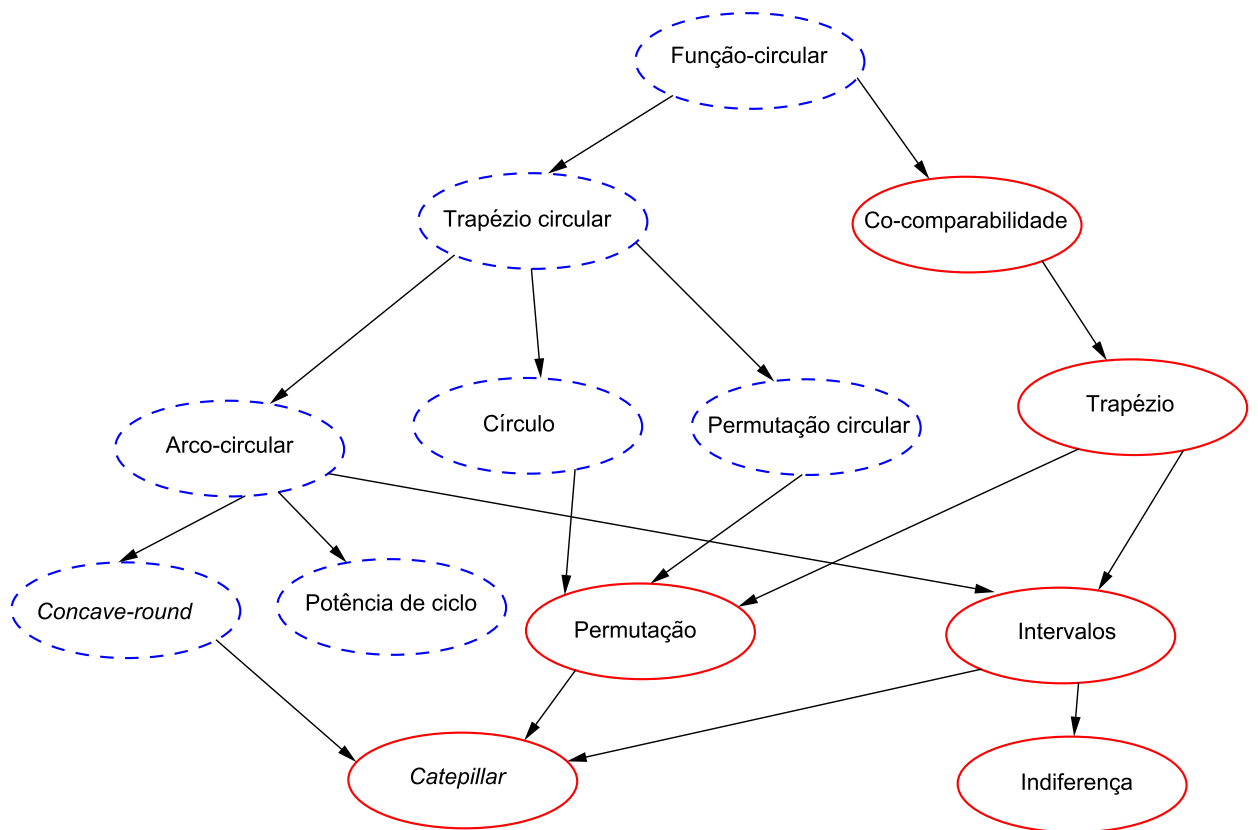 Função-circular
Trapézio circular
Co-comparabilidade
Trapézio
Arco-circular
Círculo
Permutação circular
Concave-round
Potência de ciclo
Permutação
Intervalos
Catepillar
Indiferença